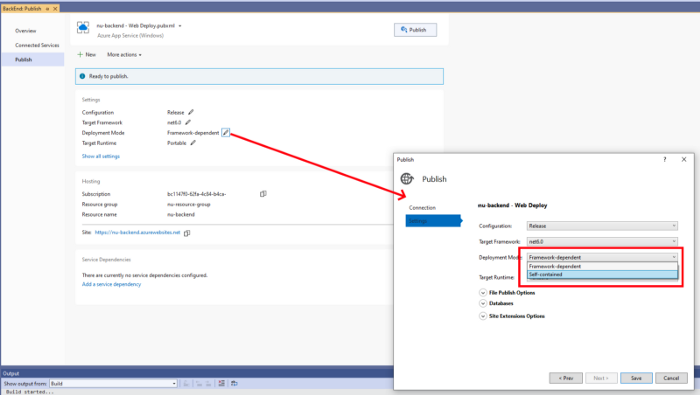 Backend: Publish
Overview
Connected Services
Publish
nu-backend - Web Deploy.pubxml
Azure App Service (Windows)
Publish
New
More actions
Ready to publish.
Settings
Configuration Release
Target Framework net6.0
Deployment Mode Framework-dependent
Target Runtime Portable
Show all settings
Hosting
Subscription
Resource group nu-resource-group
Resource name nu-backend
Site: https://nu-backend.azurewebsites.net
Service Dependencies
There are currently no service dependencies configured.
Add a service dependency
Output
Show output from: Build
Build started...
Publish ? X
Publish
Connection
Settings
nu-backend - Web Deploy
Configuration: Release
Target Framework: net6.0
Deployment Mode: Framework-dependent
Framework-dependent
Self-contained
Target Runtime:
File Publish Options
Databases
Site Extensions Options
< Prev
Next >
Save
Cancel